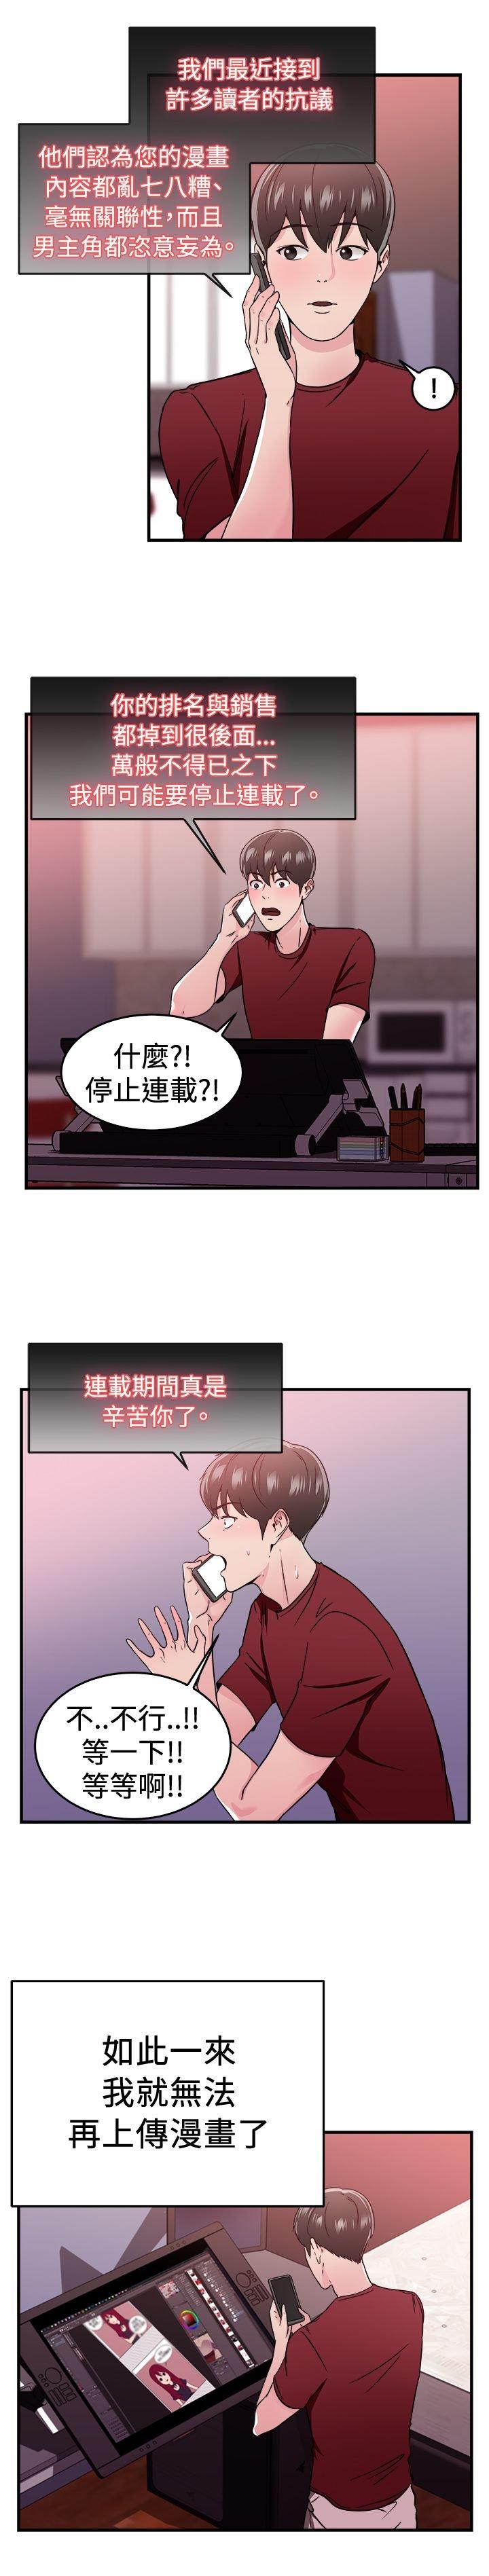 我們最近接到
許多讀者的抗議
他們認為您的漫畫
內容都亂七八糟、
毫無關聯性，而且
男主角都恣意妄為。
！
你的排名與銷售
都掉到很後面...
萬般不得已之下
我們可能要停止連載了。
什麼?!
停止連載?!
連載期間真是
辛苦你了。
不..不行..!!
等一下!!
等等啊!!
如此一來
我就無法
再上傳漫畫了